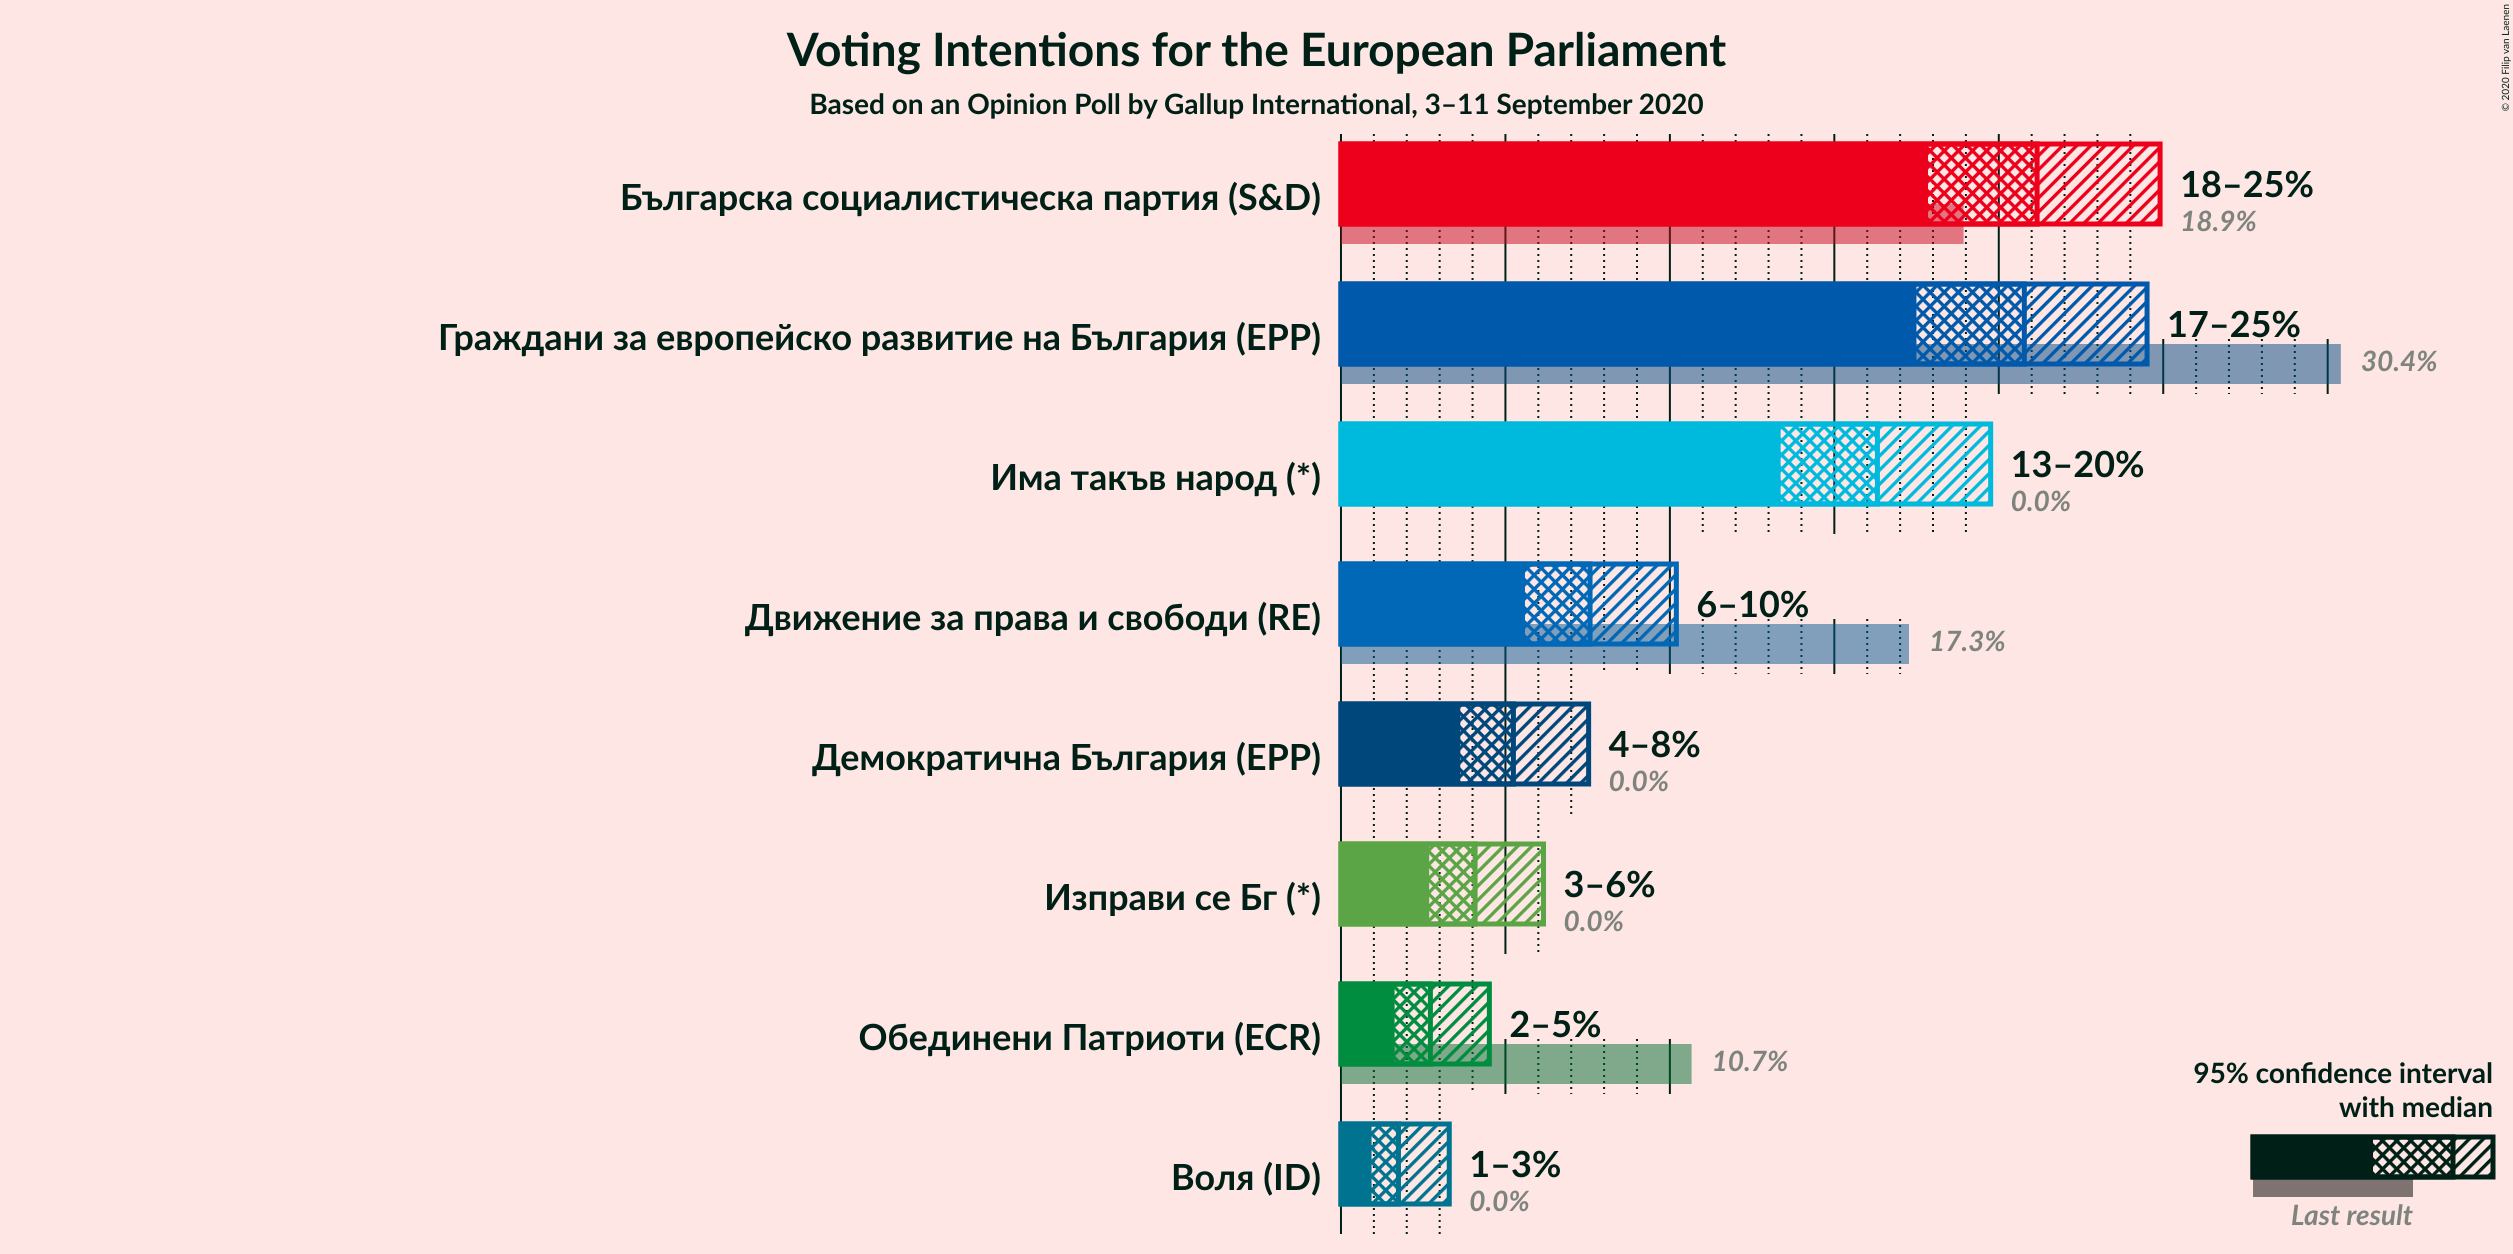 Voting Intentions for the European Parliament
Based on an Opinion Poll by Gallup International, 3–11 September 2020
© 2020 Filip van Laenen
Българска социалистическа партия (S&D)
18–25%
18.9%
Граждани за европейско развитие на България (EPP)
17–25%
30.4%
Има такъв народ (*)
13–20%
0.0%
Движение за права и свободи (RE)
6–10%
17.3%
Демократична България (EPP)
4–8%
0.0%
Изправи се Бг (*)
3–6%
0.0%
Обединени Патриоти (ECR)
2–5%
10.7%
Воля (ID)
1–3%
0.0%
95% confidence interval
with median
Last result